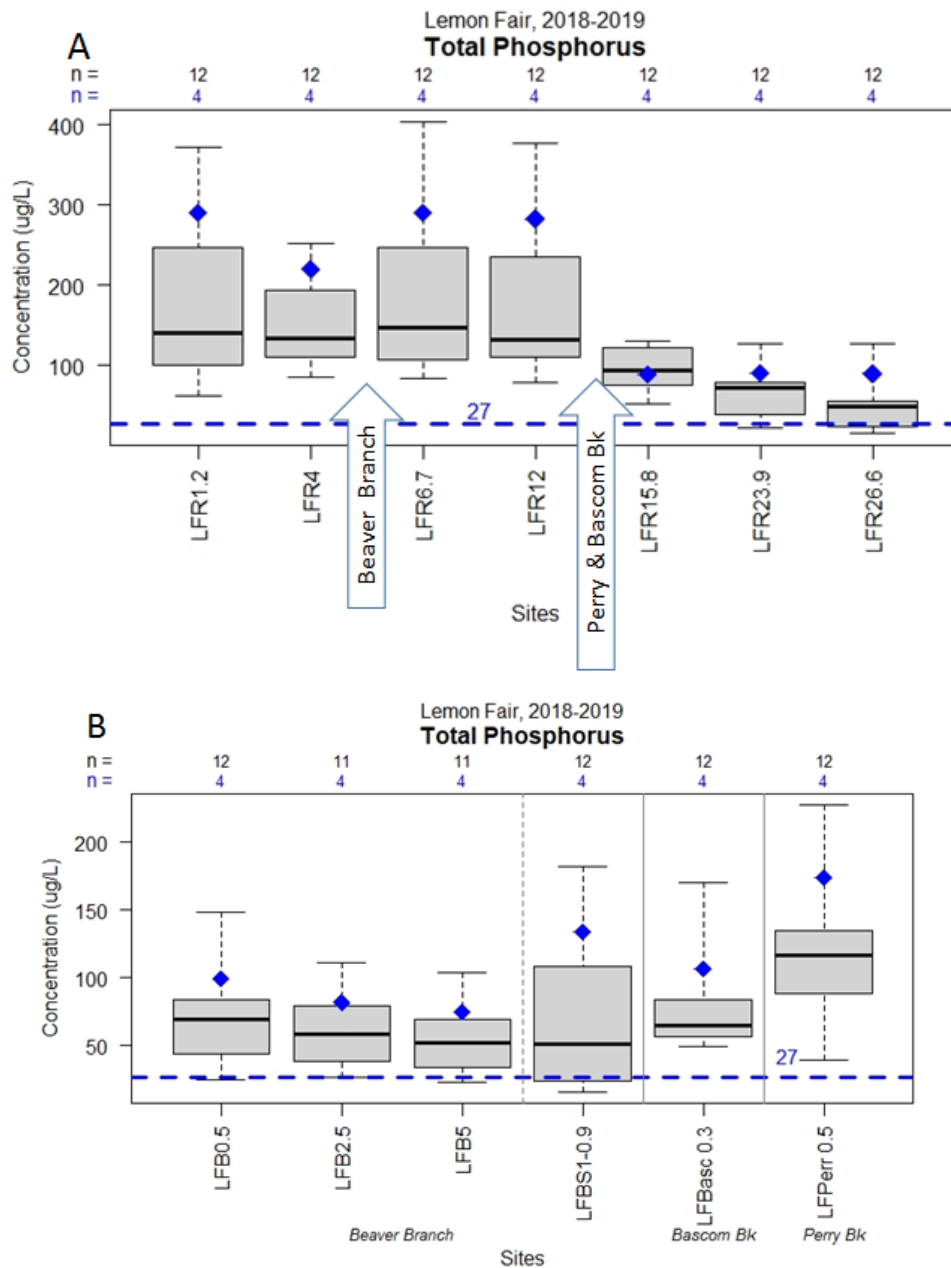 A
Lemon Fair, 2018-2019
Total Phosphorus
n = 12 12 12 12 12 12 12
n = 4 4 4 4 4 4 4
Concentration (ug/L)
400
300
200
100
27
LFR1.2
LFR4
LFR6.7
LFR12
LFR15.8
LFR23.9
LFR26.6
Beaver Branch
Perry & Bascom Bk
Sites
B
Lemon Fair, 2018-2019
Total Phosphorus
n = 12 11 11 12 12 12
n = 4 4 4 4 4 4
Concentration (ug/L)
200
150
100
50
27
LFB0.5
LFB2.5
LFB5
LFBS1-0.9
LFBasc 0.3
LFPerr 0.5
Beaver Branch Bascom Bk Perry Bk
Sites